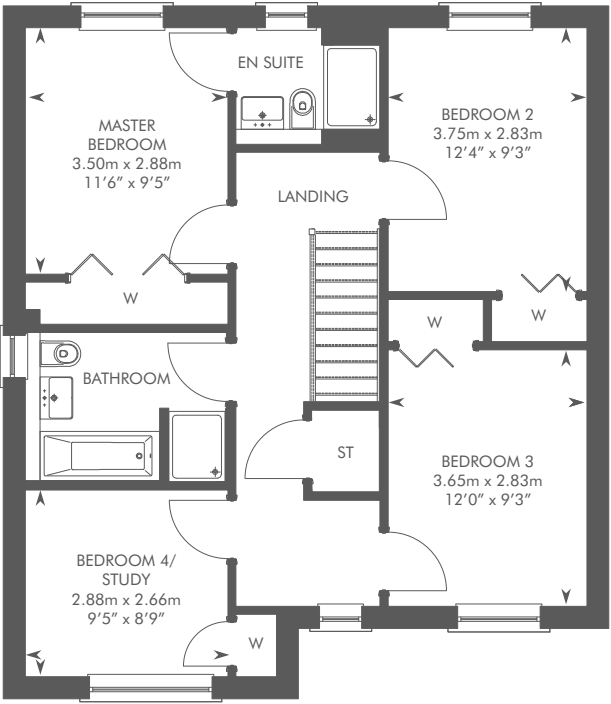 EN SUITE
MASTER
BEDROOM
3.50m x 2.88m
11’6” x 9’5”
BEDROOM 2
3.75m x 2.83m
12’4” x 9’3”
LANDING
W
W
W
BATHROOM
ST
BEDROOM 3
3.65m x 2.83m
12’0” x 9’3”
BEDROOM 4/
STUDY
2.88m x 2.66m
9’5” x 8’9”
W